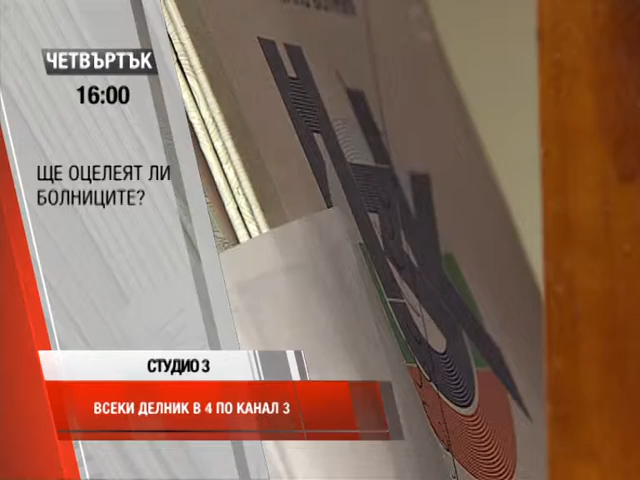 ЧЕТВЪРТЪК
16:00
ЩЕ ОЦЕЛЕЯТ ЛИ
БОЛНИЦИТЕ?
СТУДИО 3
ВСЕКИ ДЕЛНИК В 4 ПО КАНАЛ 3